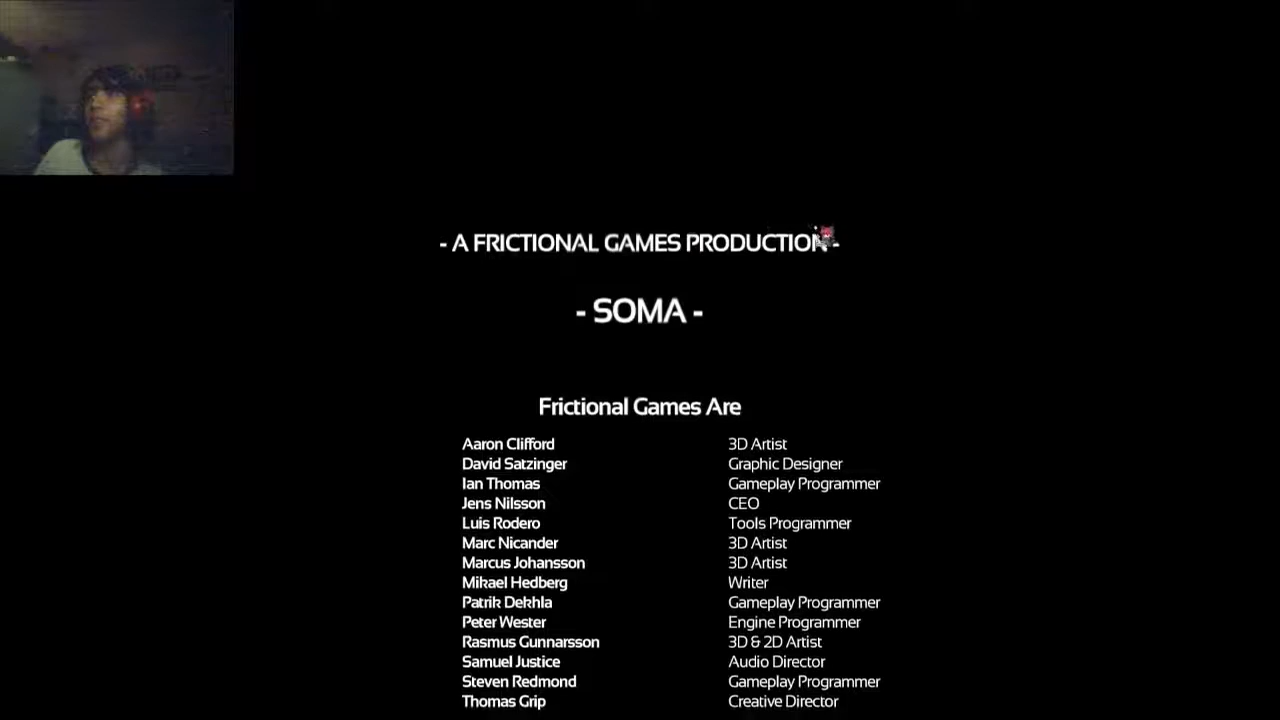 - A FRICTIONAL GAMES PRODUCTION -
- SOMA -
Frictional Games Are
Aaron Clifford 3D Artist
David Satzinger Graphic Designer
Ian Thomas Gameplay Programmer
Jens Nilsson CEO
Luis Rodero Tools Programmer
Marc Nicander 3D Artist
Marcus Johansson 3D Artist
Mikael Hedberg Writer
Patrik Dekhla Gameplay Programmer
Peter Wester Engine Programmer
Rasmus Gunnarsson 3D & 2D Artist
Samuel Justice Audio Director
Steven Redmond Gameplay Programmer
Thomas Grip Creative Director